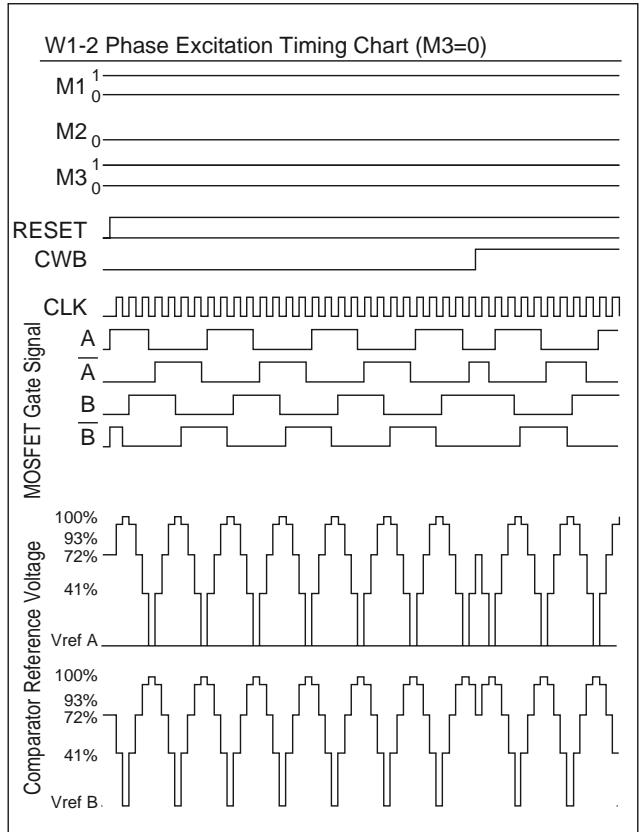 W1-2 Phase Excitation Timing Chart (M3=0)
M1 1
0
M2 0
M3 1
0
RESET
CWB
CLK
MOSFET Gate Signal
A
A̅
B
B̅
Comparator Reference Voltage
100%
93%
72%
41%
Vref A
100%
93%
72%
41%
Vref B